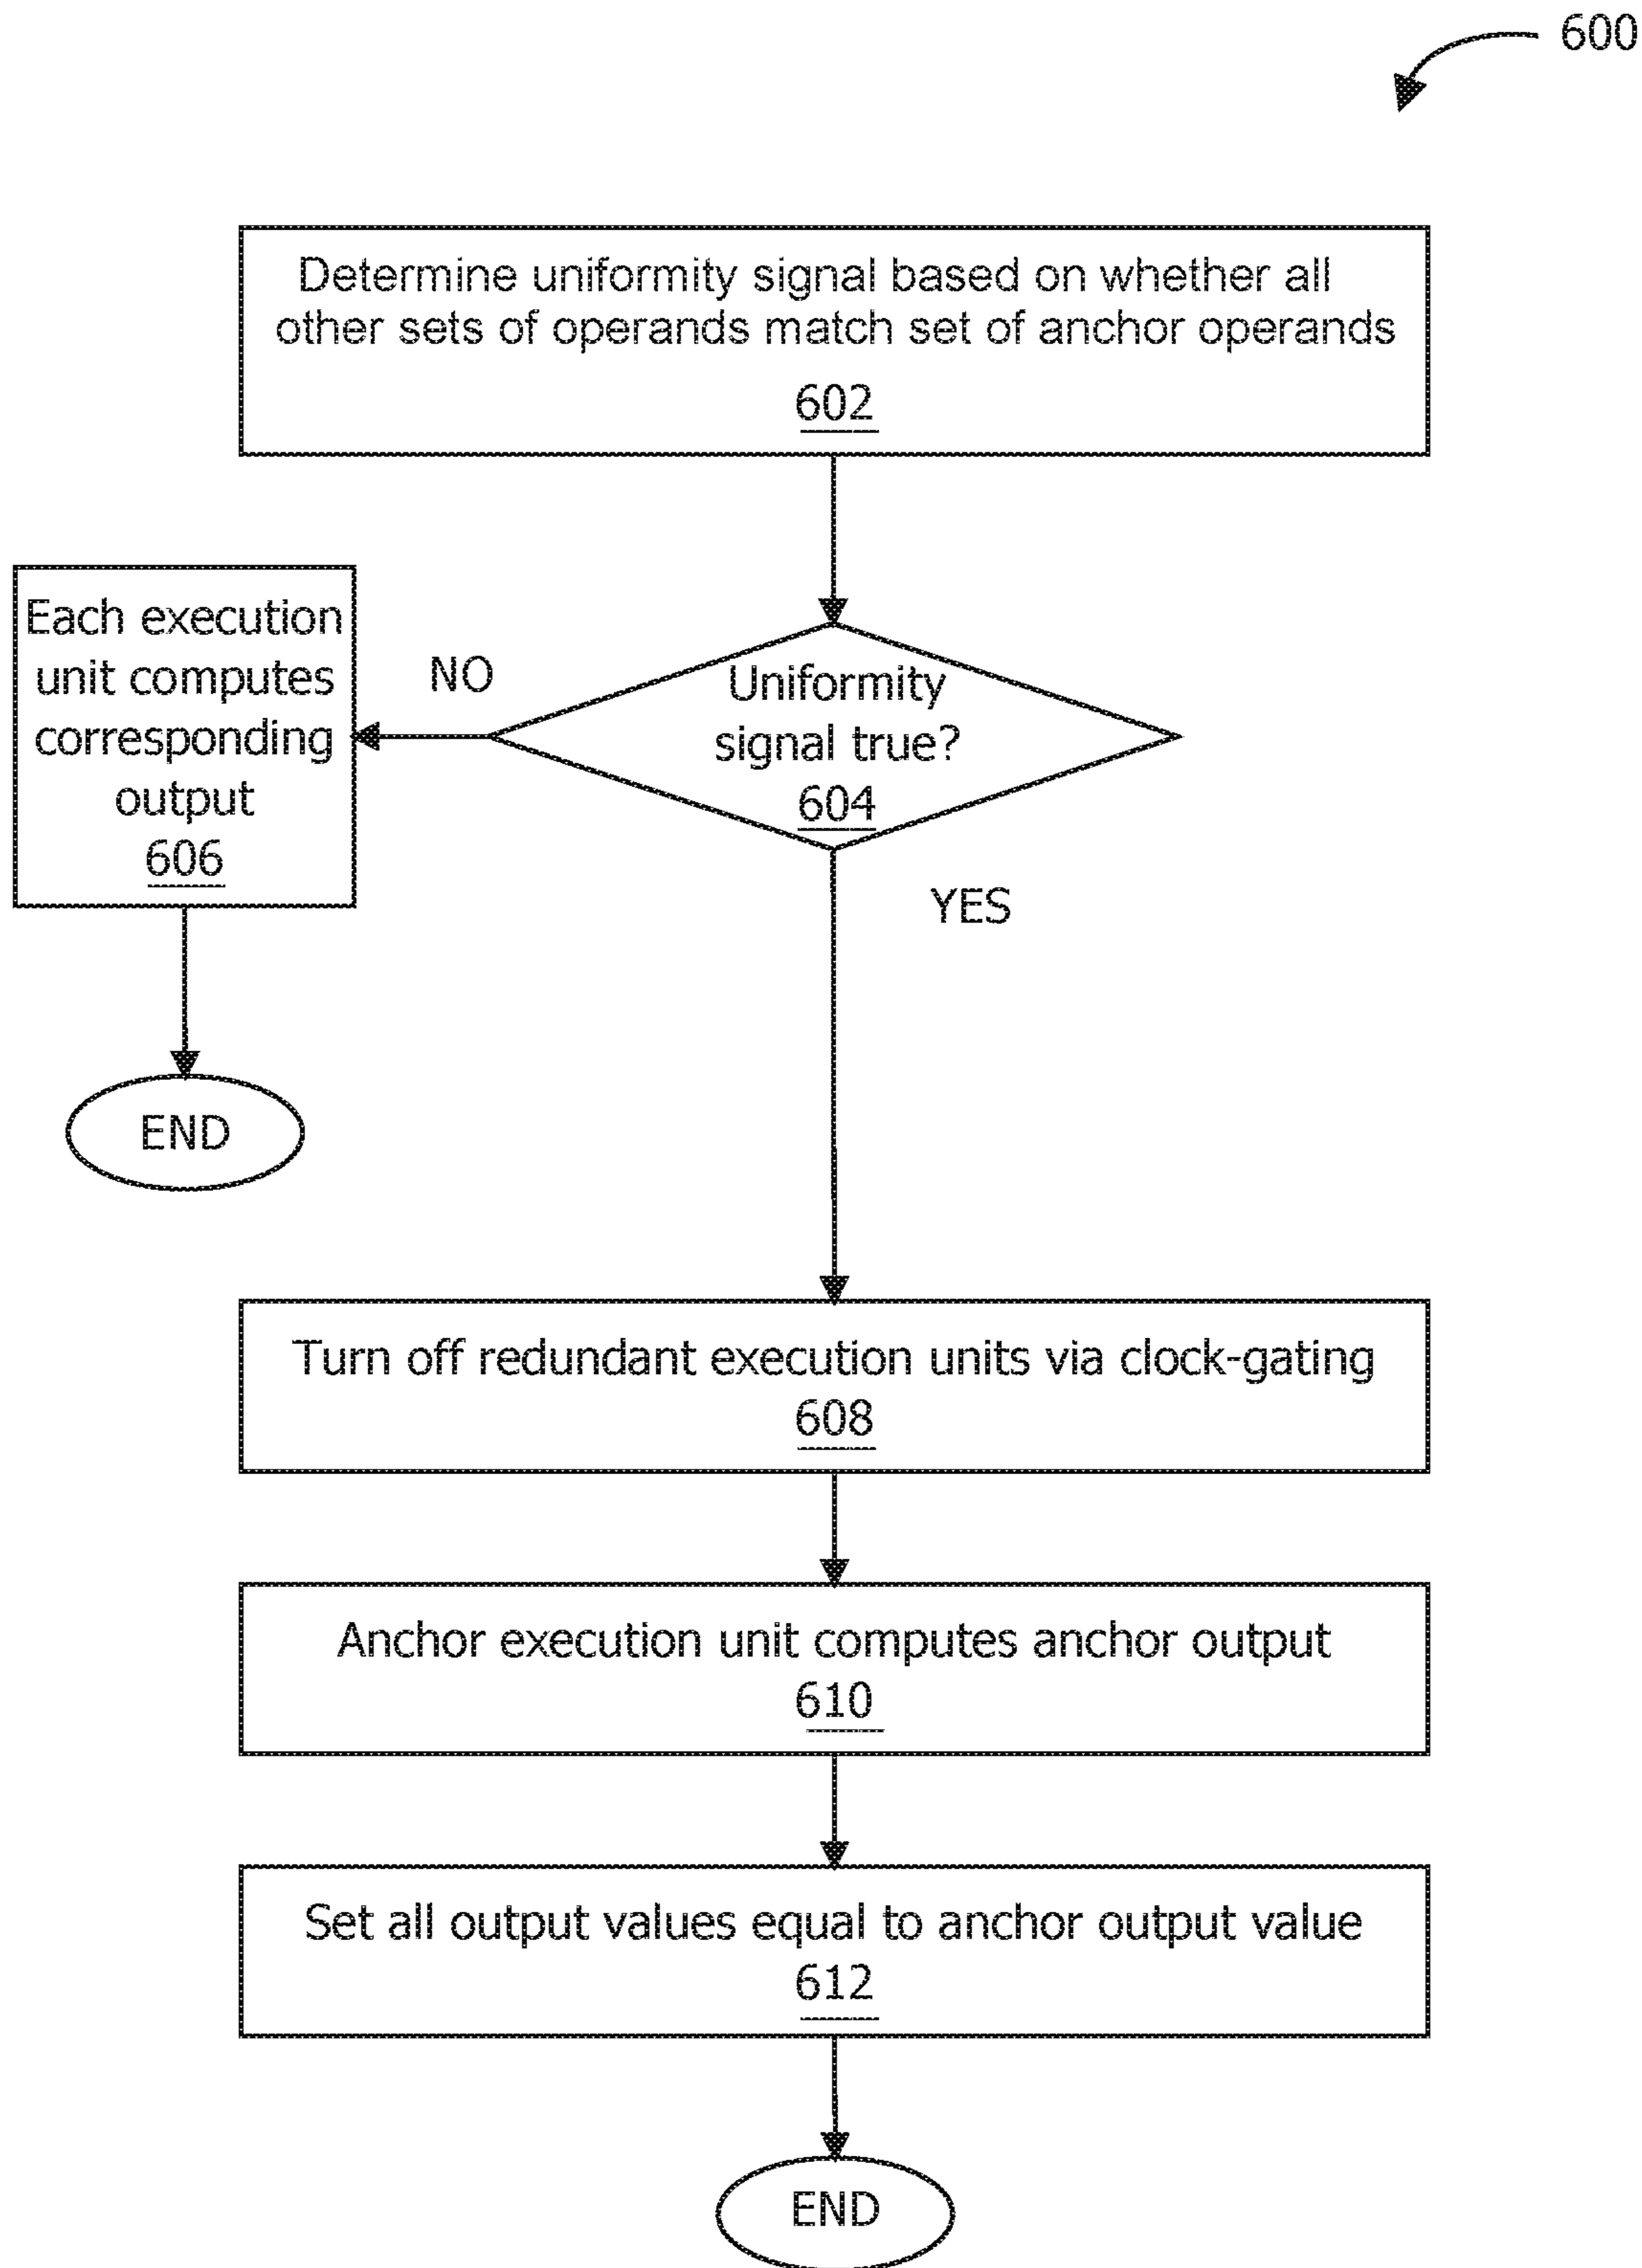 600
Determine uniformity signal based on whether all
other sets of operands match set of anchor operands
602
Each execution
unit computes
corresponding
output
606
NO
Uniformity
signal true?
604
YES
END
Turn off redundant execution units via clock-gating
608
Anchor execution unit computes anchor output
610
Set all output values equal to anchor output value
612
END